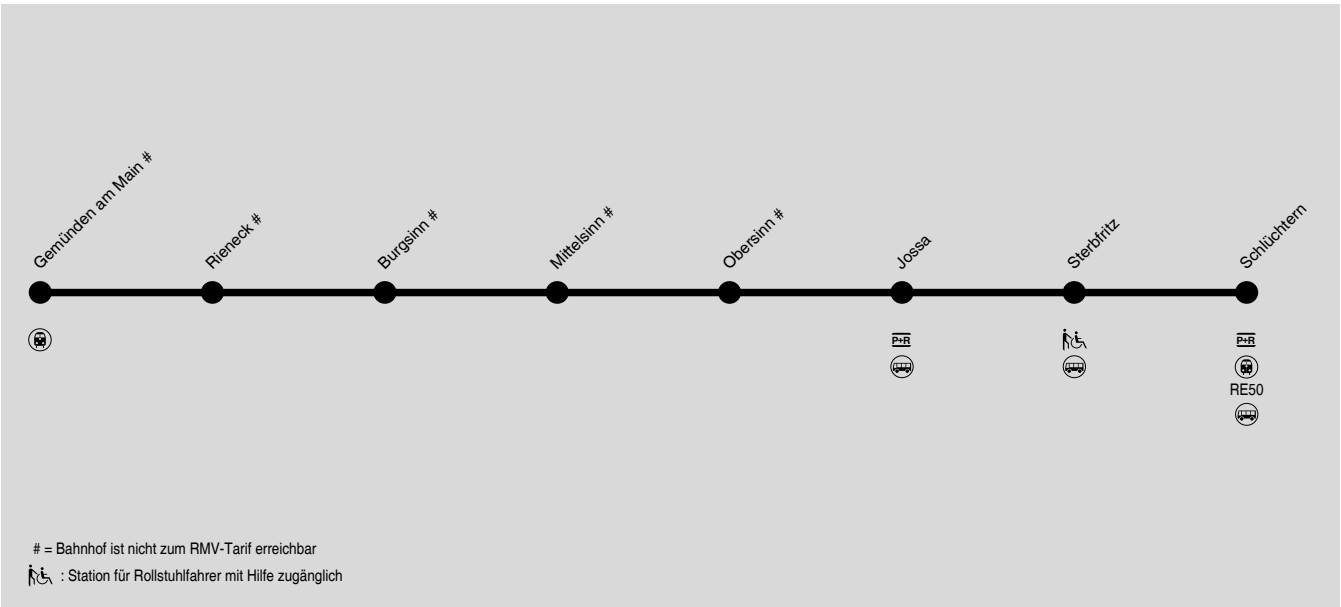 Gemünden am Main #
Rieneck #
Burgsinn #
Mittelsinn #
Obersinn #
Jossa
Sterbfritz
Schlüchtern
P+R
P+R
RE50
# = Bahnhof ist nicht zum RMV-Tarif erreichbar
: Station für Rollstuhlfahrer mit Hilfe zugänglich